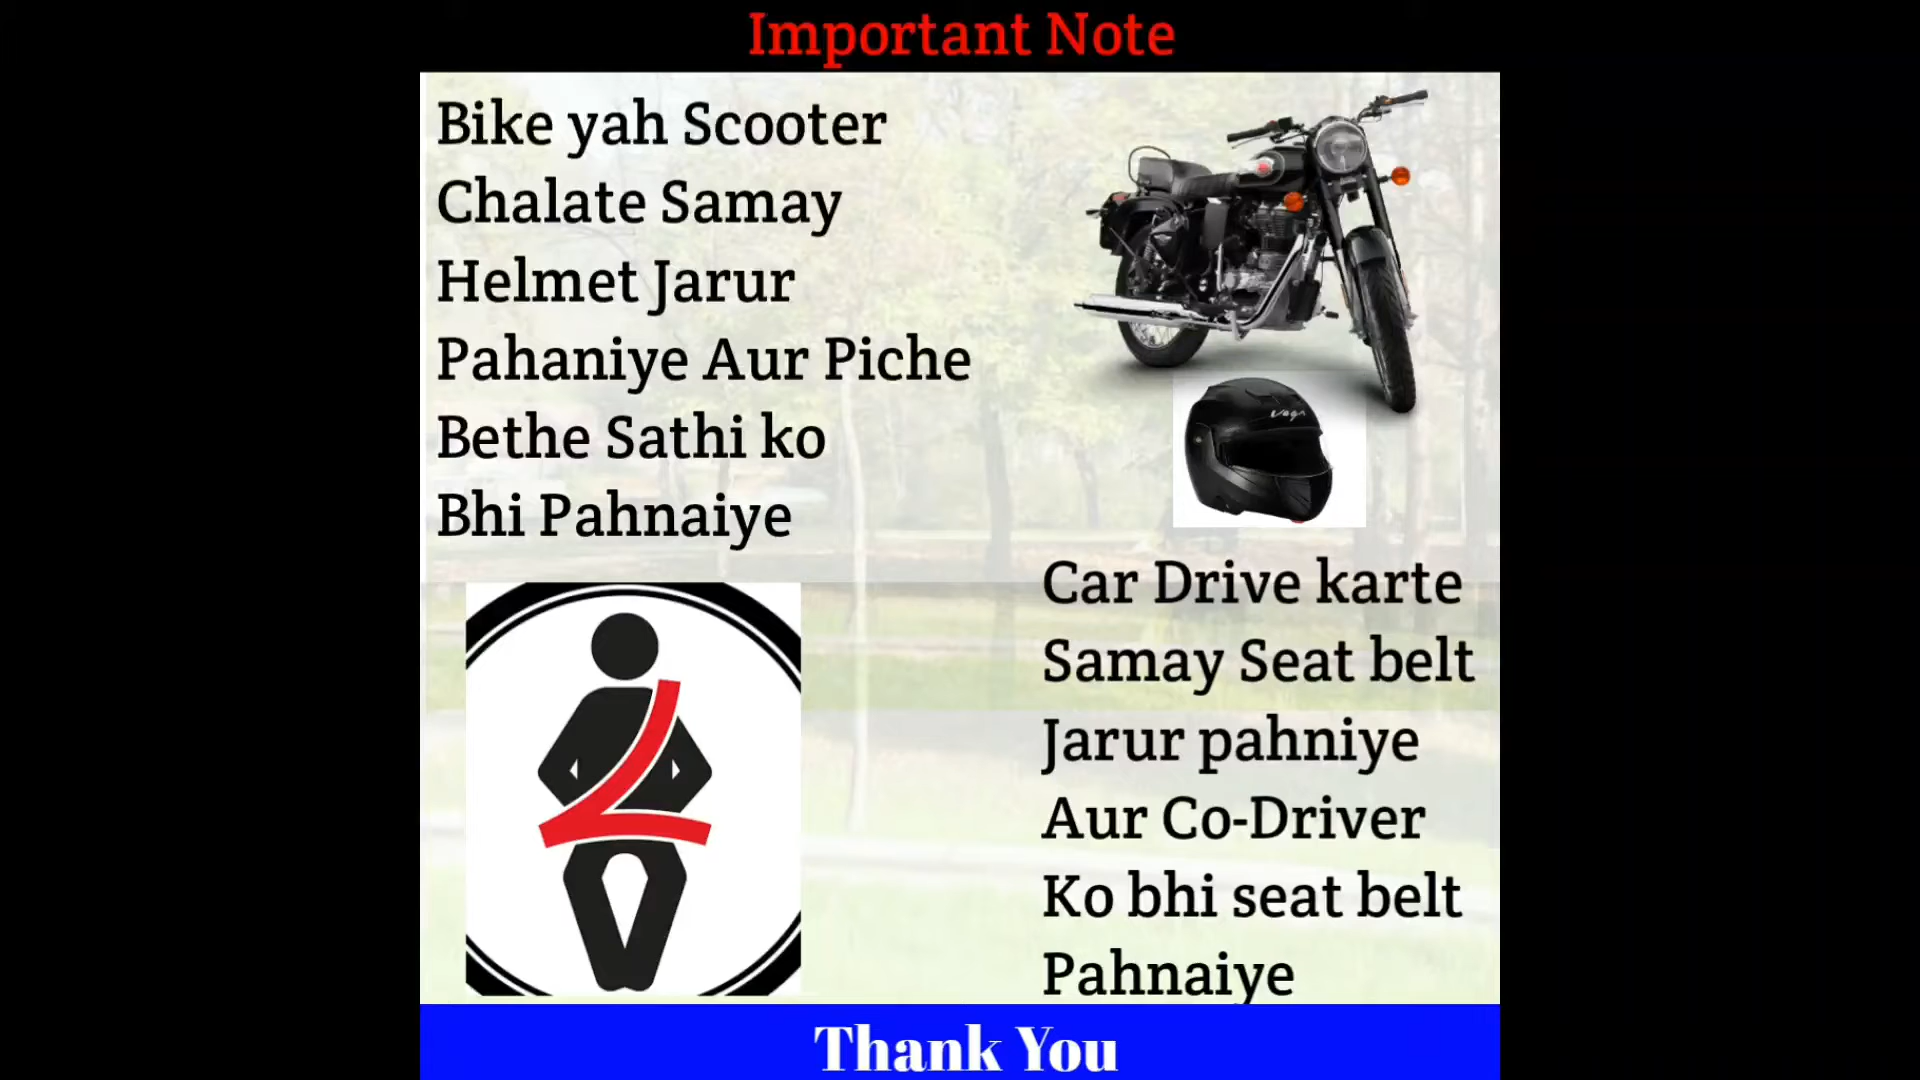 Important Note
Bike yah Scooter
Chalate Samay
Helmet Jarur
Pahaniye Aur Piche
Bethe Sathi ko
Bhi Pahnaiye
Vega
Car Drive karte
Samay Seat belt
Jarur pahniye
Aur Co-Driver
Ko bhi seat belt
Pahnaiye
Thank You